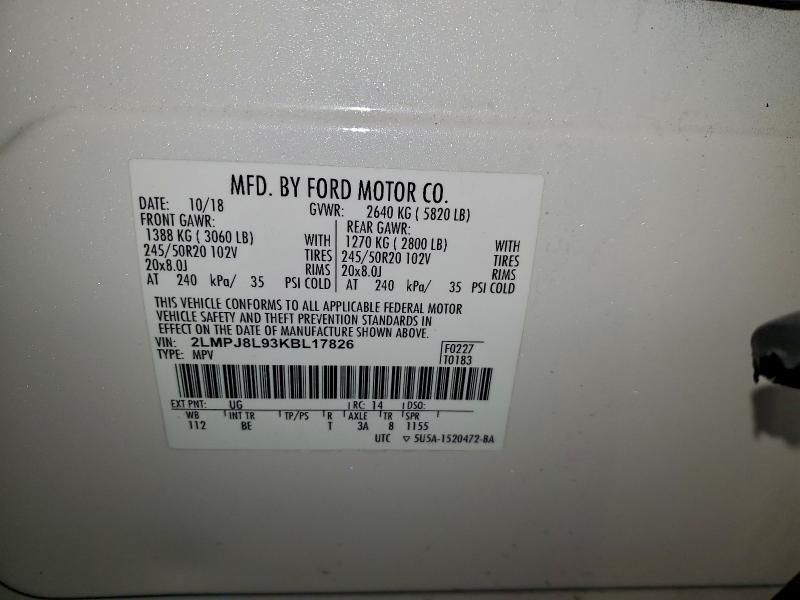 MFD. BY FORD MOTOR CO.
DATE: 10/18 GVWR: 2640 KG ( 5820 LB)
FRONT GAWR: REAR GAWR:
1388 KG ( 3060 LB) WITH 1270 KG ( 2800 LB) WITH
245/50R20 102V TIRES 245/50R20 102V TIRES
20x8.0J RIMS 20x8.0J RIMS
AT 240 kPa/ 35 PSI COLD AT 240 kPa/ 35 PSI COLD
THIS VEHICLE CONFORMS TO ALL APPLICABLE FEDERAL MOTOR
VEHICLE SAFETY AND THEFT PREVENTION STANDARDS IN
EFFECT ON THE DATE OF MANUFACTURE SHOWN ABOVE.
VIN: 2LMPJ8L93KBL17826 F0227
TYPE: MPV T0183
EXT PNT: UG RC: 14 DSO:
WB INT TR TP/PS R AXLE TR SPR
112 BE T 3A 8 1155
UTC ▽ 5U5A-1520472-BA